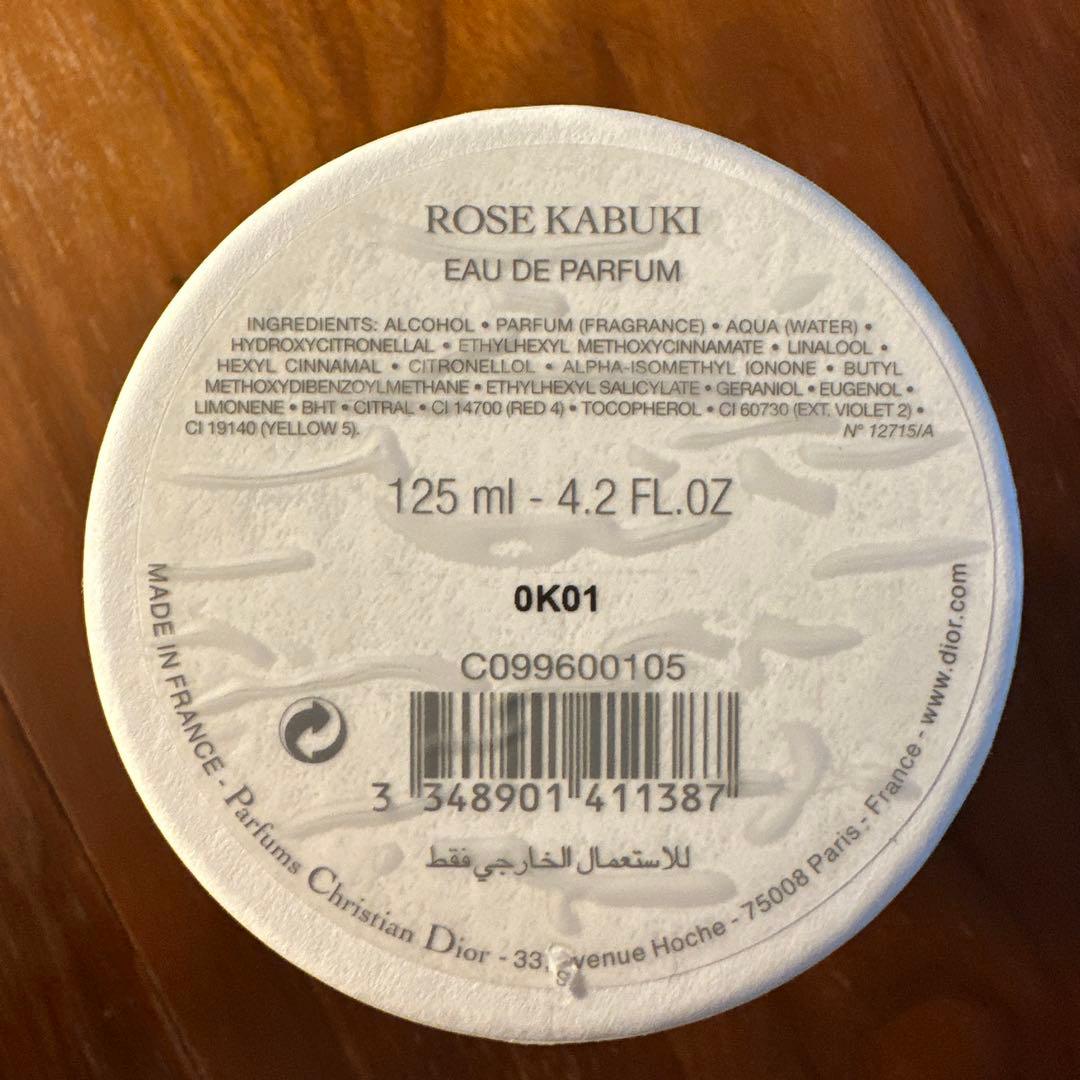 ROSE KABUKI
EAU DE PARFUM
INGREDIENTS: ALCOHOL • PARFUM (FRAGRANCE) • AQUA (WATER) •
HYDROXYCITRONELLAL • ETHYLHEXYL METHOXYCINNAMATE • LINALOOL •
HEXYL CINNAMAL • CITRONELLOL • ALPHA-ISOMETHYL IONONE • BUTYL
METHOXYDIBENZOYLMETHANE • ETHYLHEXYL SALICYLATE • GERANIOL • EUGENOL •
LIMONENE • BHT • CITRAL • CI 14700 (RED 4) • TOCOPHEROL • CI 60730 (EXT. VIOLET 2) •
CI 19140 (YELLOW 5). N° 12715/A
125 ml - 4.2 FL.OZ
0K01
C099600105
3 348901 411387
للاستعمال الخارجي فقط
MADE IN FRANCE - Parfums Christian Dior - 33, Hoche - 75008 Paris - France - www.dior.com